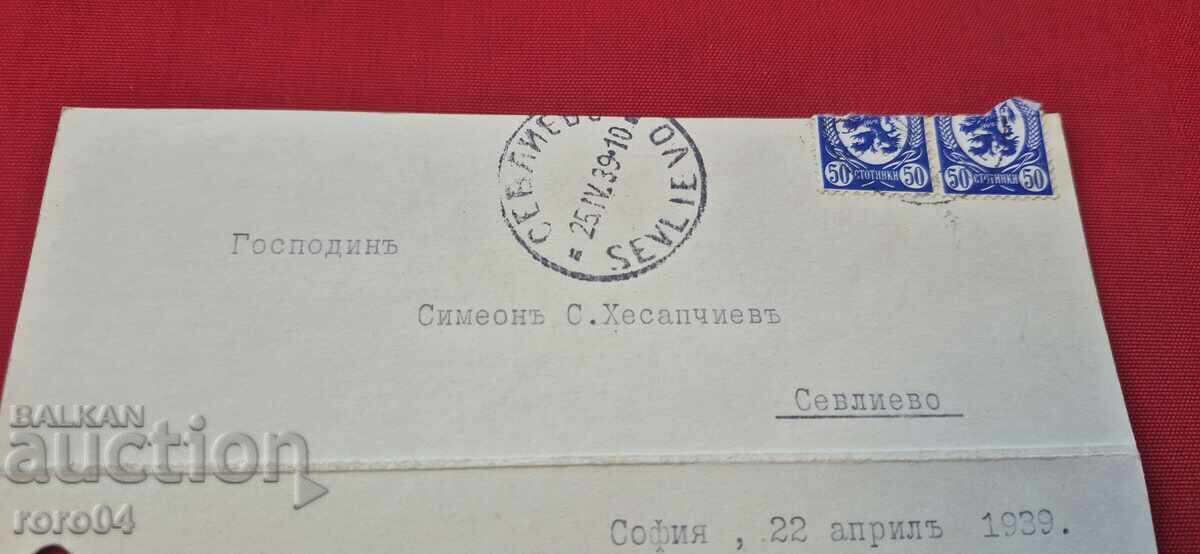 СЕВЛИЕВО
25.IV.39-10
SEVLIEVO
50 СТОТИНКИ 50
50 СТОТИНКИ 50
Господинъ
Симеонъ С.Хесапчиевъ
Севлиево
София , 22 априлъ 1939.
BALKAN
auction
roro04